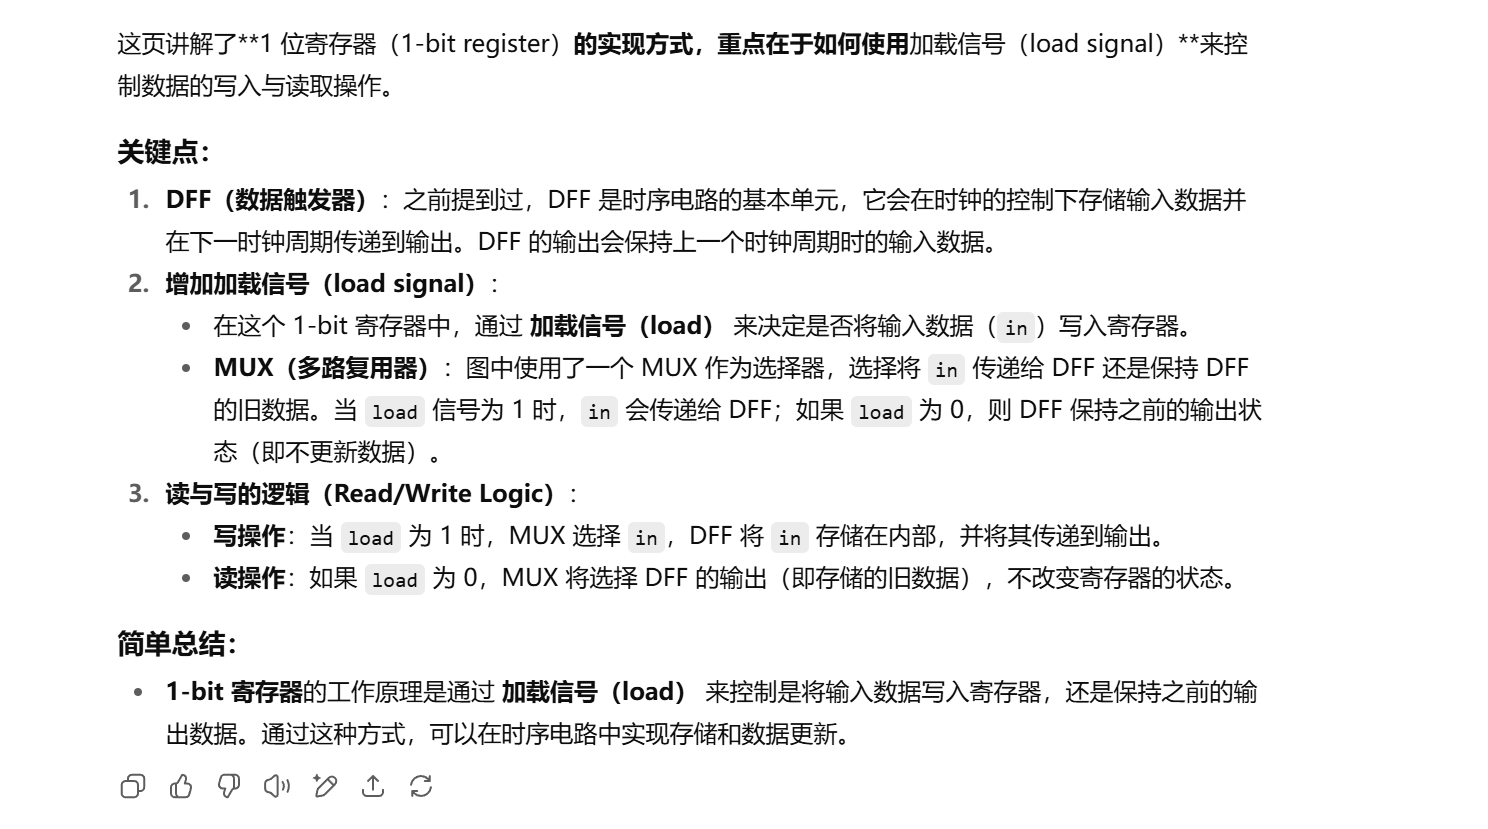 这页讲解了**1 位寄存器（1-bit register）的实现方式，重点在于如何使用加载信号（load signal）**来控
制数据的写入与读取操作。
关键点：
1. DFF（数据触发器）：之前提到过，DFF 是时序电路的基本单元，它会在时钟的控制下存储输入数据并
在下一时钟周期传递到输出。DFF 的输出会保持上一个时钟周期时的输入数据。
2. 增加加载信号（load signal）：
• 在这个 1-bit 寄存器中，通过 加载信号（load） 来决定是否将输入数据（in）写入寄存器。
• MUX（多路复用器）：图中使用了一个 MUX 作为选择器，选择将 in 传递给 DFF 还是保持 DFF
的旧数据。当 load 信号为 1 时，in 会传递给 DFF；如果 load 为 0，则 DFF 保持之前的输出状
态（即不更新数据）。
3. 读与写的逻辑（Read/Write Logic）：
• 写操作：当 load 为 1 时，MUX 选择 in，DFF 将 in 存储在内部，并将其传递到输出。
• 读操作：如果 load 为 0，MUX 将选择 DFF 的输出（即存储的旧数据），不改变寄存器的状态。
简单总结：
• 1-bit 寄存器的工作原理是通过 加载信号（load） 来控制是将输入数据写入寄存器，还是保持之前的输
出数据。通过这种方式，可以在时序电路中实现存储和数据更新。